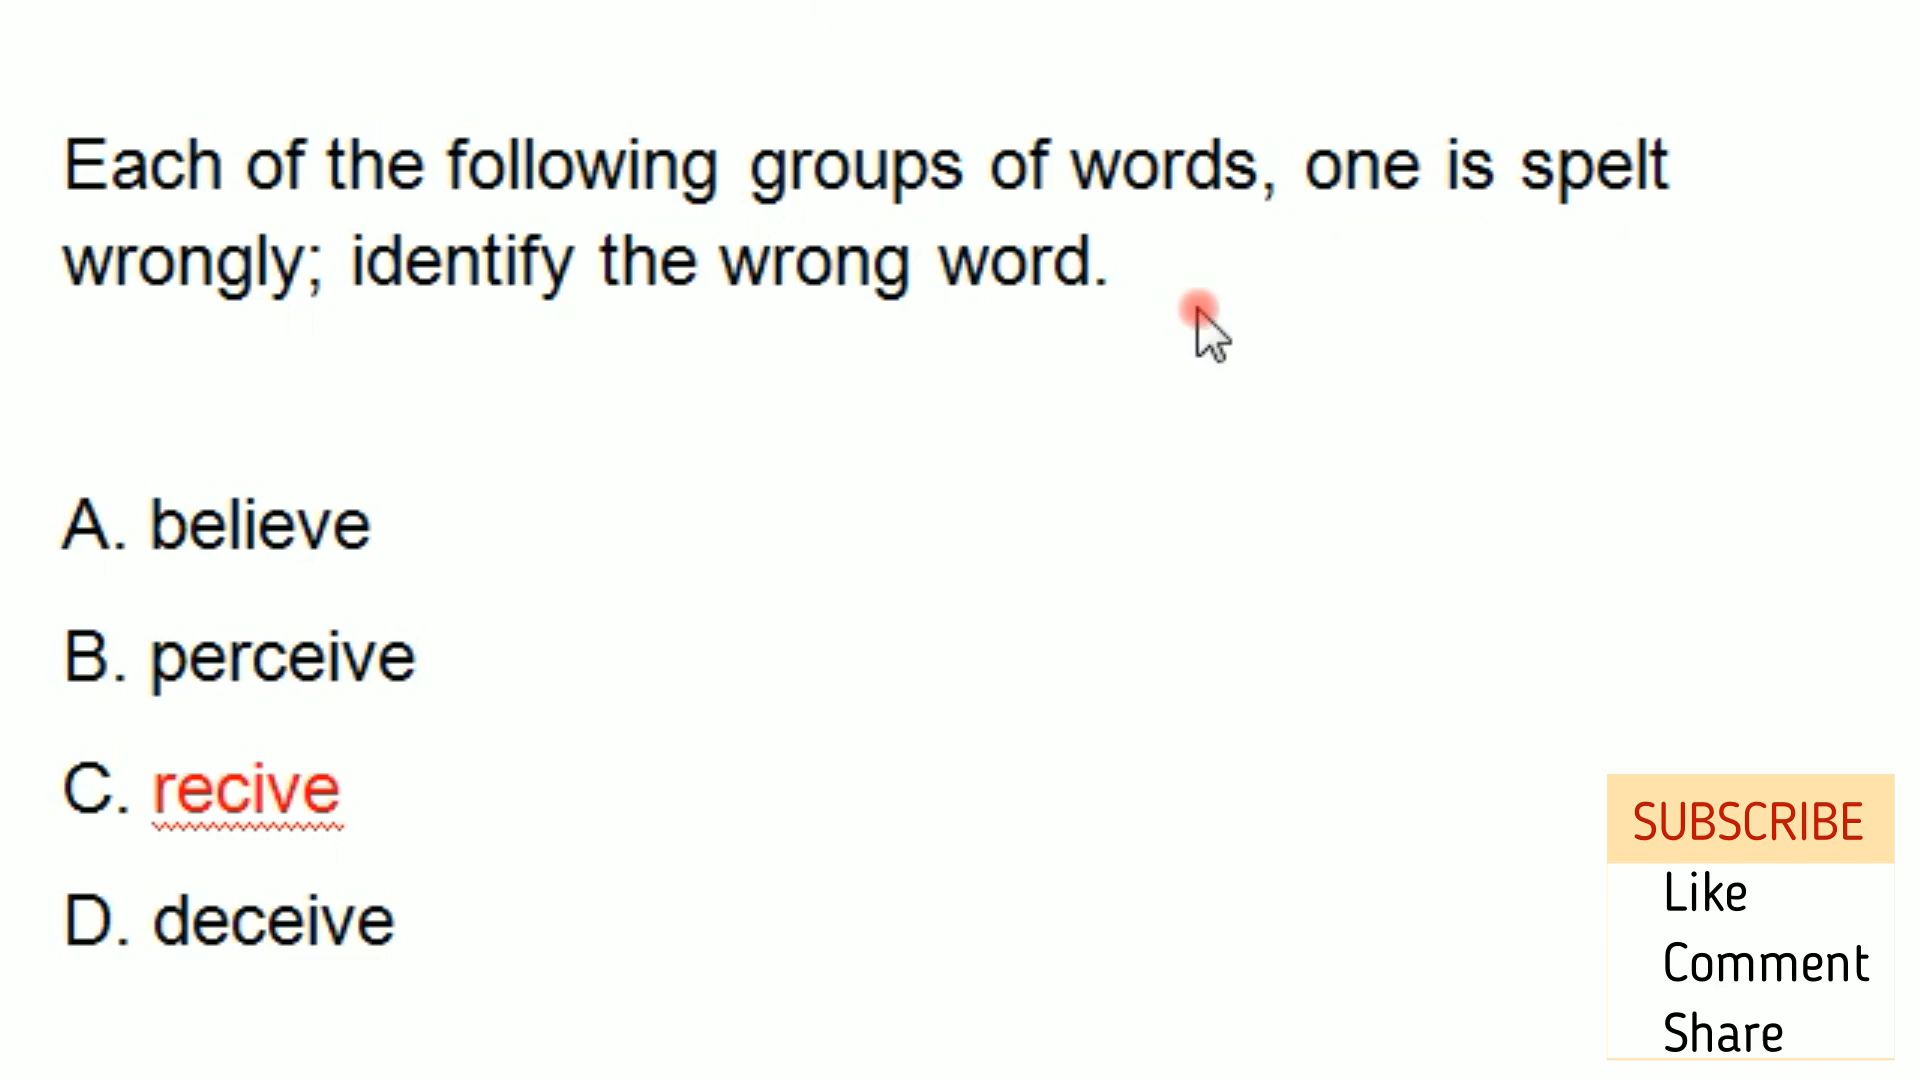 Each of the following groups of words, one is spelt
wrongly; identify the wrong word.
A. believe
B. perceive
C. recive
D. deceive
SUBSCRIBE
Like
Comment
Share